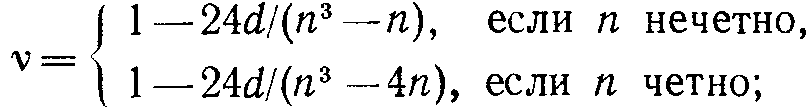 ν = { 1 — 24d/(n³ — n), если n нечетно,
1 — 24d/(n³ — 4n), если n четно;